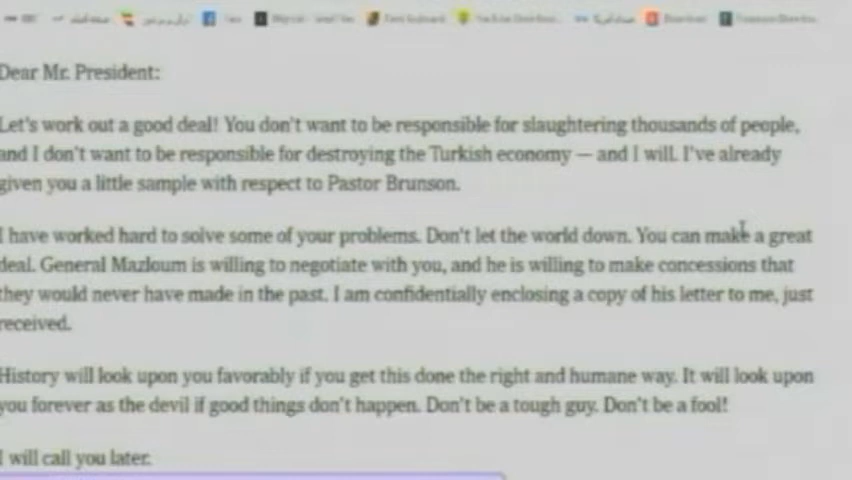 Dear Mr. President:
Let's work out a good deal! You don't want to be responsible for slaughtering thousands of people,
and I don't want to be responsible for destroying the Turkish economy — and I will. I've already
given you a little sample with respect to Pastor Brunson.
I have worked hard to solve some of your problems. Don't let the world down. You can make a great
deal. General Mazloum is willing to negotiate with you, and he is willing to make concessions that
they would never have made in the past. I am confidentially enclosing a copy of his letter to me, just
received.
History will look upon you favorably if you get this done the right and humane way. It will look upon
you forever as the devil if good things don't happen. Don't be a tough guy. Don't be a fool!
I will call you later.